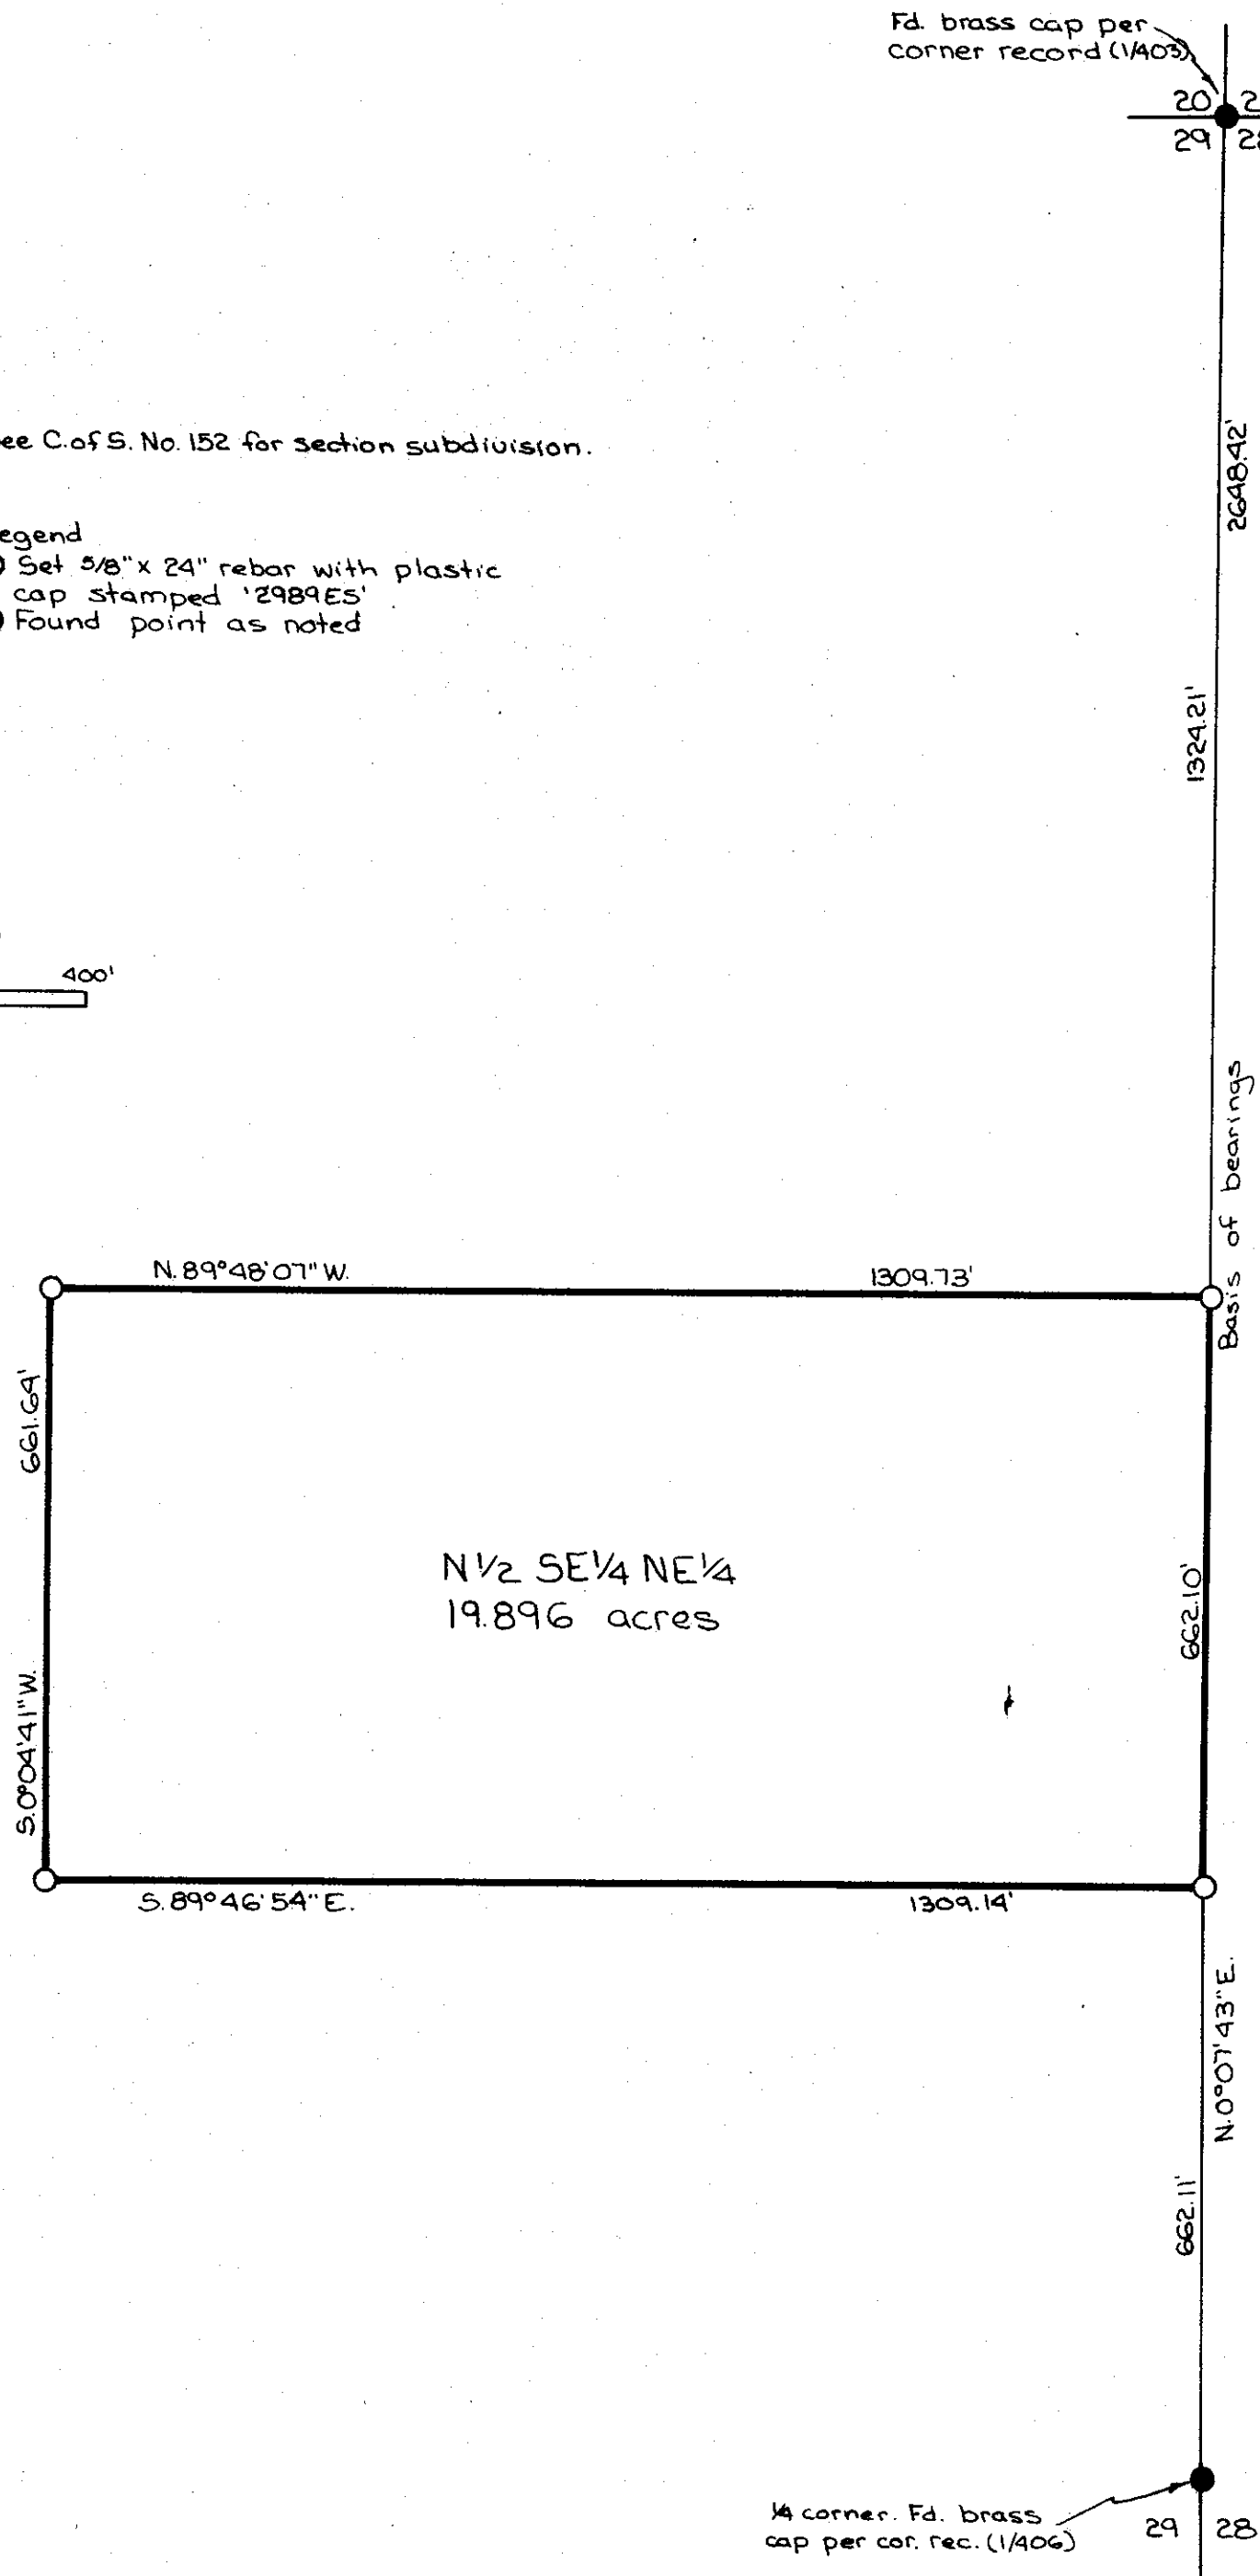 Fd. brass cap per
corner record (1/403)
20
29
ee C. of S. No. 152 for section subdivision.
2648.42'
egend
Set 5/8" x 24" rebar with plastic
cap stamped '2989ES'
Found point as noted
1324.21'
400'
Basis of bearings
N. 89° 48' 07" W.
1309.73'
661.64'
N 1/2 SE 1/4 NE 1/4
19.896 acres
662.10'
S. 0° 04' 41" W.
S. 89° 46' 54" E.
1309.14'
N. 0° 07' 43" E.
662.11'
1/4 corner. Fd. brass
cap per cor. rec. (1/406)
29 28